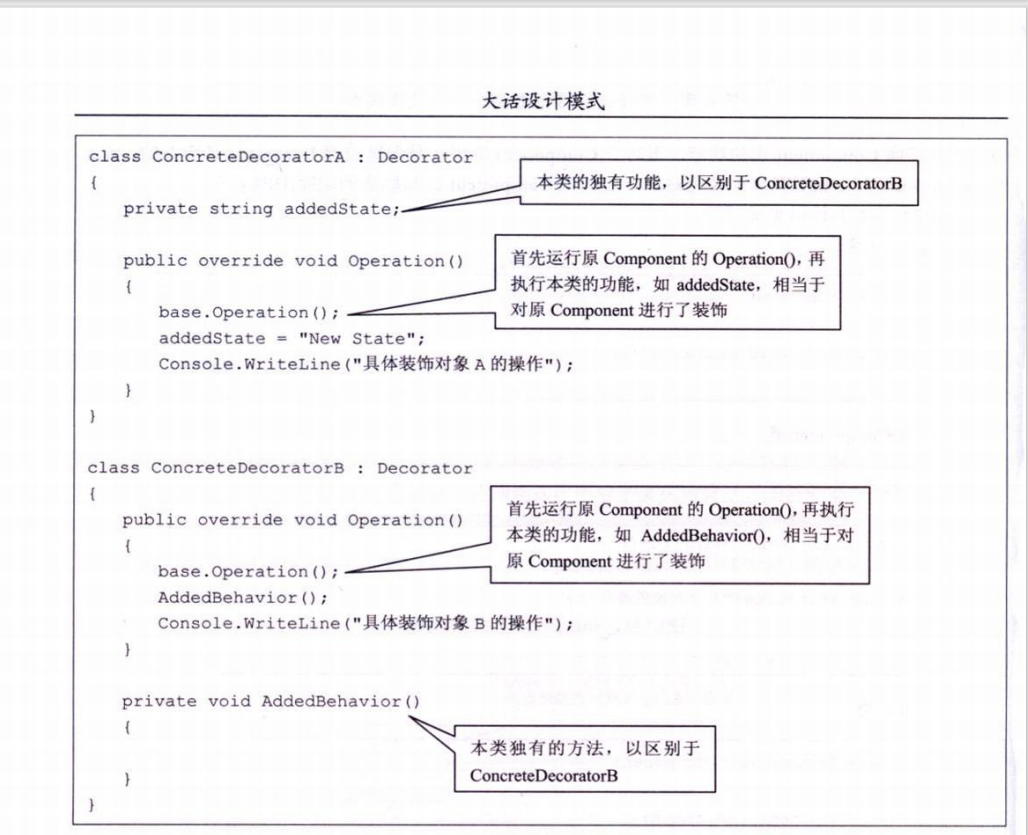 大话设计模式
class ConcreteDecoratorA : Decorator
{
本类的独有功能，以区别于 ConcreteDecoratorB
private string addedState;
public override void Operation()
首先运行原 Component 的 Operation(), 再
{
执行本类的功能，如 addedState，相当于
base.Operation();
对原 Component 进行了装饰
addedState = "New State";
Console.WriteLine("具体装饰对象 A 的操作");
}
}
class ConcreteDecoratorB : Decorator
{
首先运行原 Component 的 Operation(), 再执行
public override void Operation()
本类的功能，如 AddedBehavior()，相当于对
{
原 Component 进行了装饰
base.Operation();
AddedBehavior();
Console.WriteLine("具体装饰对象 B 的操作");
}
private void AddedBehavior()
{
本类独有的方法，以区别于
ConcreteDecoratorB
}
}